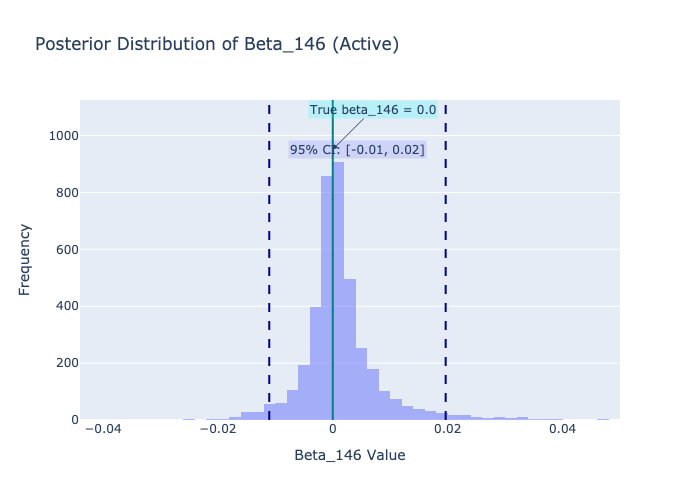 Posterior Distribution of Beta_146 (Active)
True beta_146 = 0.0
95% CI: [-0.01, 0.02]
1000
800
600
400
200
0
Frequency
−0.04
−0.02
0
0.02
0.04
Beta_146 Value